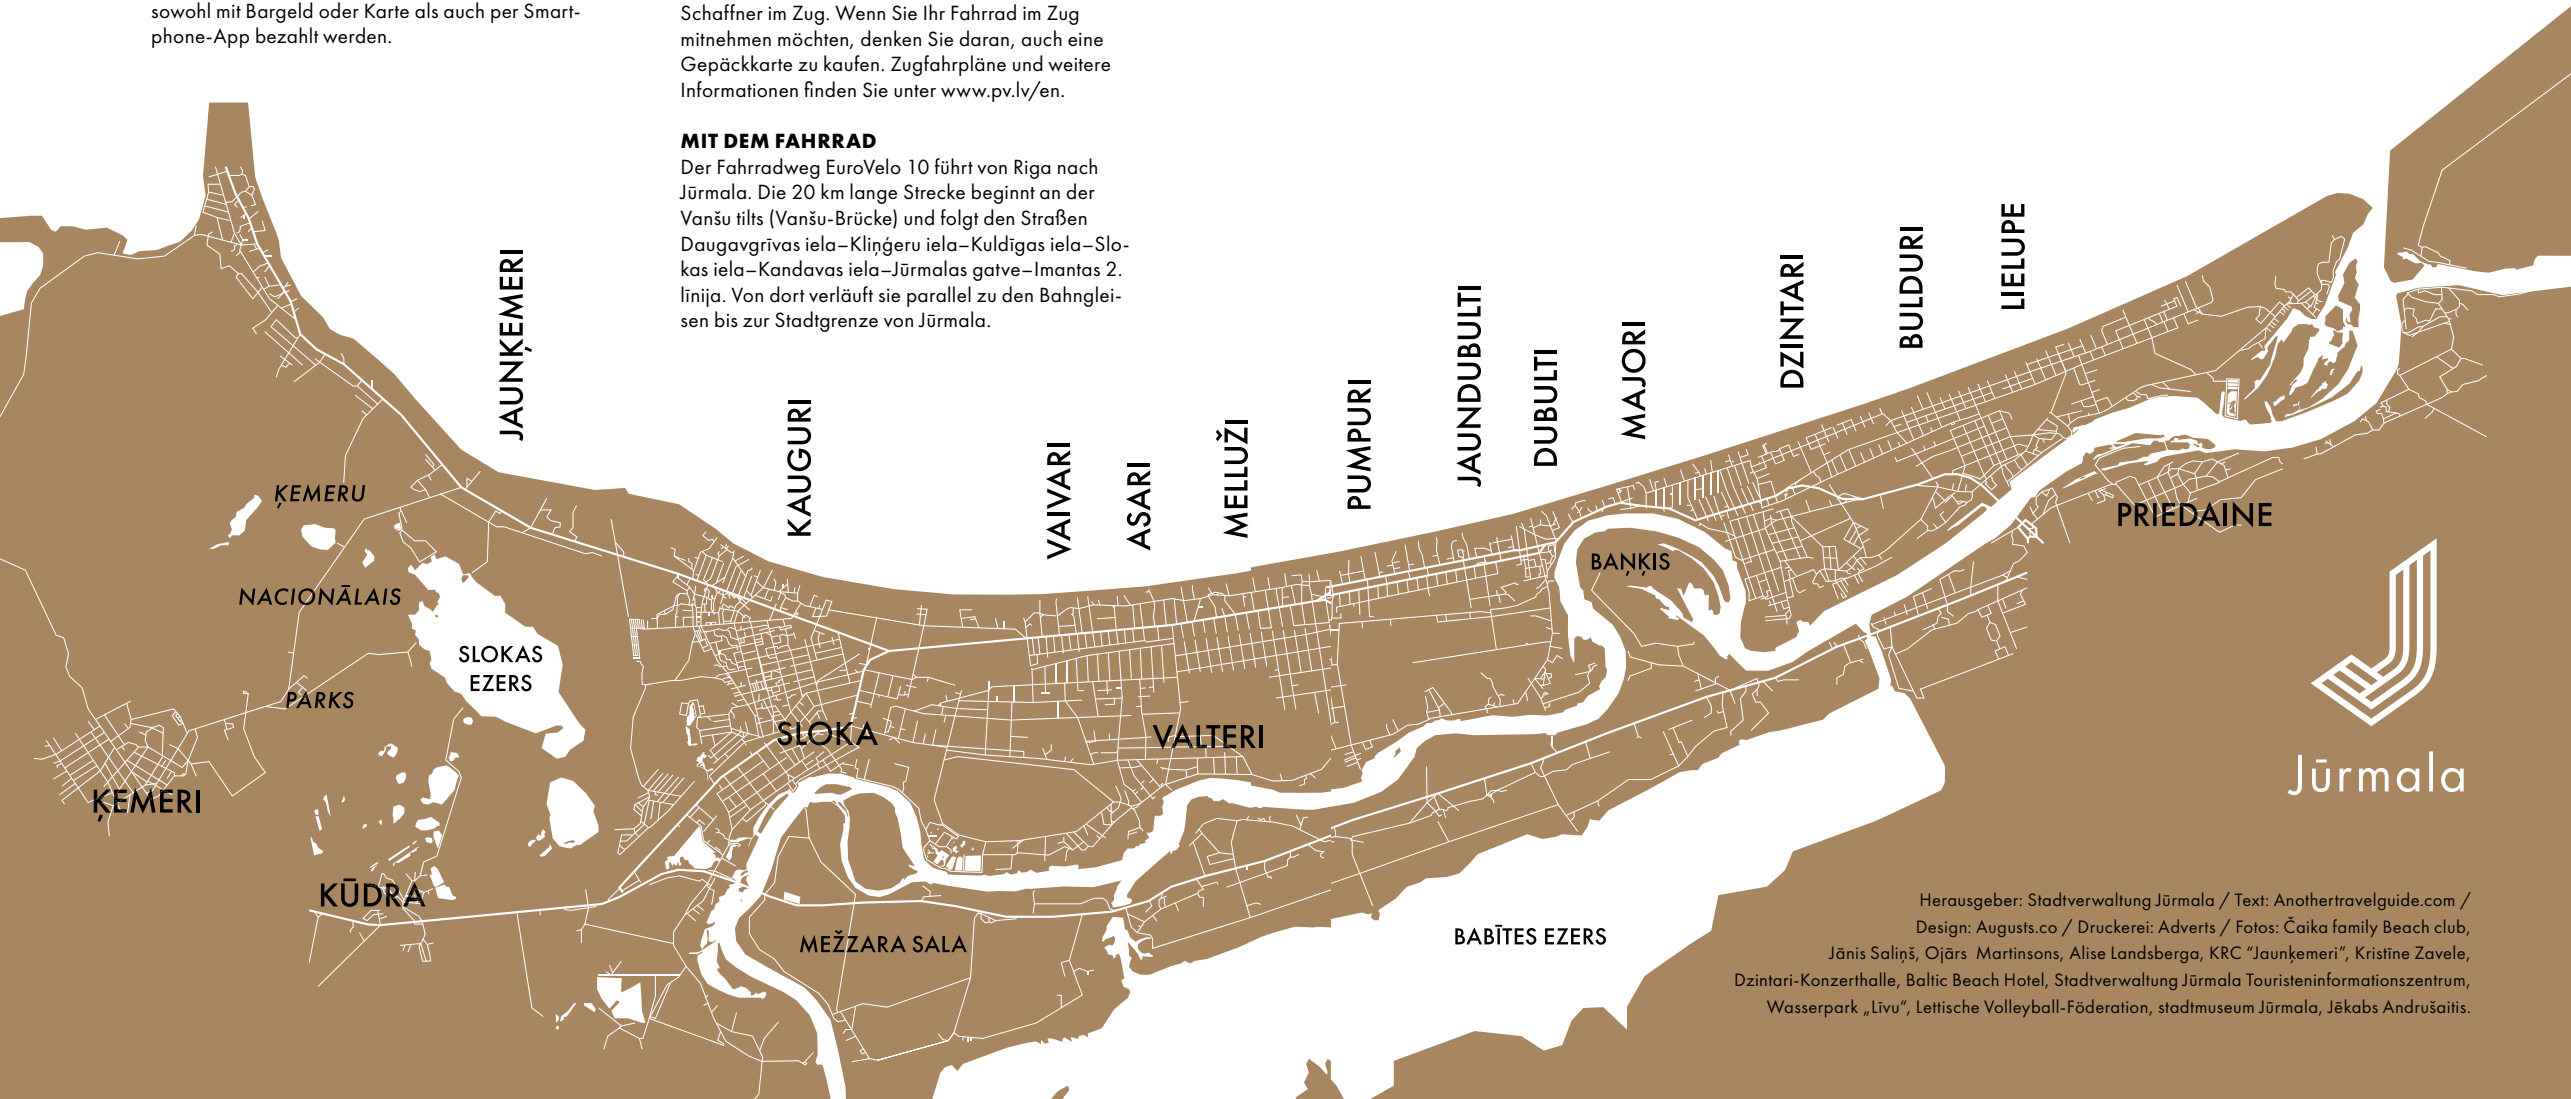 sowohl mit Bargeld oder Karte als auch per Smart-
phone-App bezahlt werden.
Schaffner im Zug. Wenn Sie Ihr Fahrrad im Zug
mitnehmen möchten, denken Sie daran, auch eine
Gepäckkarte zu kaufen. Zugfahrpläne und weitere
Informationen finden Sie unter www.pv.lv/en.
MIT DEM FAHRRAD
Der Fahrradweg EuroVelo 10 führt von Riga nach
Jūrmala. Die 20 km lange Strecke beginnt an der
Vanšu tilts (Vanšu-Brücke) und folgt den Straßen
Daugavgrīvas iela–Kliņģeru iela–Kuldīgas iela–Slo-
kas iela–Kandavas iela–Jūrmalas gatve–Imantas 2.
līnija. Von dort verläuft sie parallel zu den Bahnglei-
sen bis zur Stadtgrenze von Jūrmala.
JAUNĶEMERI
KAUGURI
VAIVARI
ASARI
MELLUŽI
PUMPURI
JAUNDUBULTI
DUBULTI
MAJORI
DZINTARI
BULDURI
LIELUPE
PRIEDAINE
ĶEMERU
NACIONĀLAIS
PARKS
SLOKAS
EZERS
BAŅĶIS
SLOKA
VALTERI
ĶEMERI
KŪDRA
MEŽZARA SALA
BABĪTES EZERS
Jūrmala
Herausgeber: Stadtverwaltung Jūrmala / Text: Anothertravelguide.com /
Design: Augusts.co / Druckerei: Adverts / Fotos: Čaika family Beach club,
Jānis Saliņš, Ojārs Martinsons, Alise Landsberga, KRC "Jaunķemeri", Kristīne Zavele,
Dzintari-Konzerthalle, Baltic Beach Hotel, Stadtverwaltung Jūrmala Touristeninformationszentrum,
Wasserpark „Līvu“, Lettische Volleyball-Föderation, stadtmuseum Jūrmala, Jēkabs Andrušaitis.